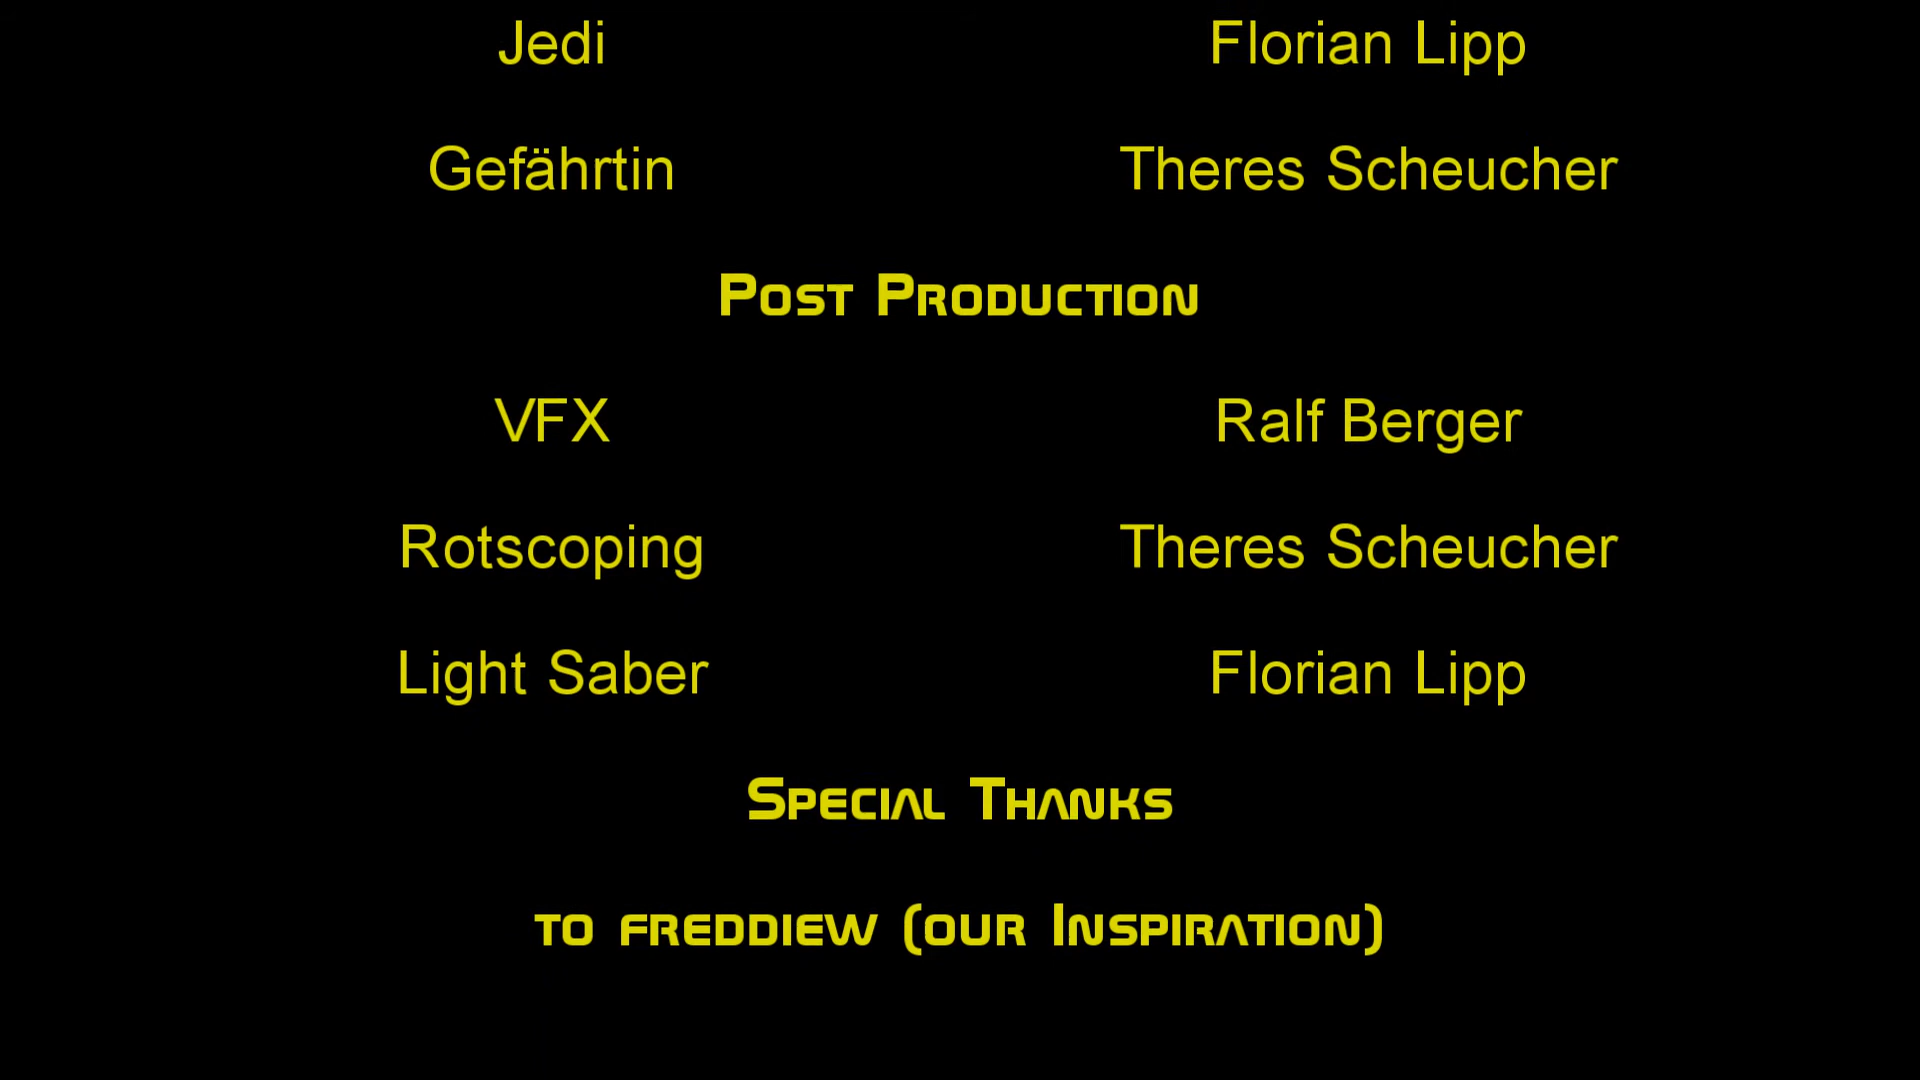 Jedi Florian Lipp
Gefährtin Theres Scheucher
Post Production
VFX Ralf Berger
Rotscoping Theres Scheucher
Light Saber Florian Lipp
Special Thanks
to freddiew (our Inspiration)